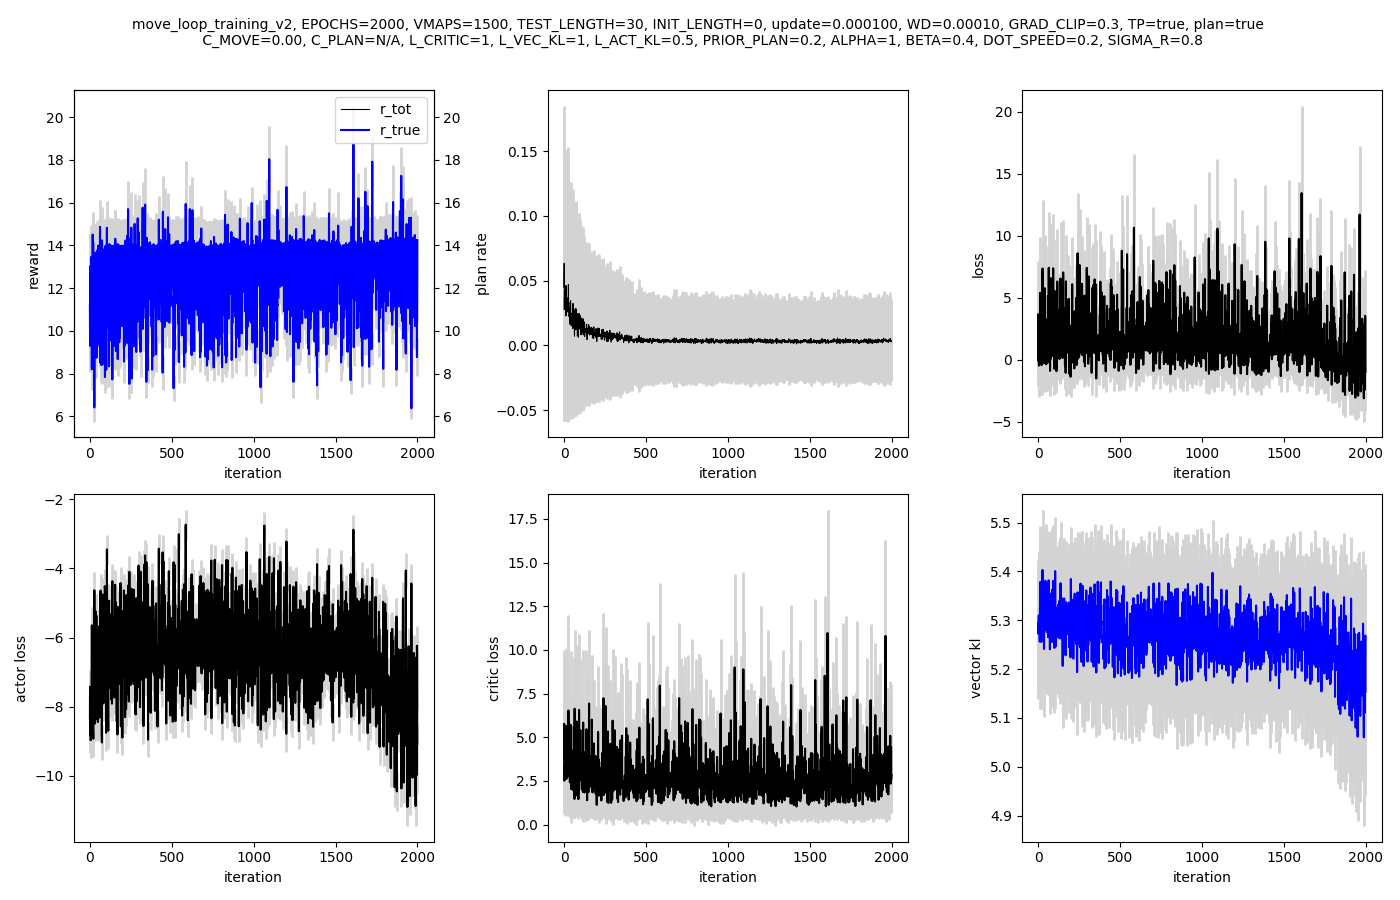 move_loop_training_v2, EPOCHS=2000, VMAPS=1500, TEST_LENGTH=30, INIT_LENGTH=0, update=0.000100, WD=0.00010, GRAD_CLIP=0.3, TP=true, plan=true
C_MOVE=0.00, C_PLAN=N/A, L_CRITIC=1, L_VEC_KL=1, L_ACT_KL=0.5, PRIOR_PLAN=0.2, ALPHA=1, BETA=0.4, DOT_SPEED=0.2, SIGMA_R=0.8
r_tot
r_true
20
18
16
14
12
10
8
6
reward
20
18
16
14
12
10
8
6
0 500 1000 1500 2000
iteration
plan rate
0.15
0.10
0.05
0.00
−0.05
0 500 1000 1500 2000
iteration
loss
20
15
10
5
0
−5
0 500 1000 1500 2000
iteration
actor loss
−2
−4
−6
−8
−10
0 500 1000 1500 2000
iteration
critic loss
17.5
15.0
12.5
10.0
7.5
5.0
2.5
0.0
0 500 1000 1500 2000
iteration
vector kl
5.5
5.4
5.3
5.2
5.1
5.0
4.9
0 500 1000 1500 2000
iteration